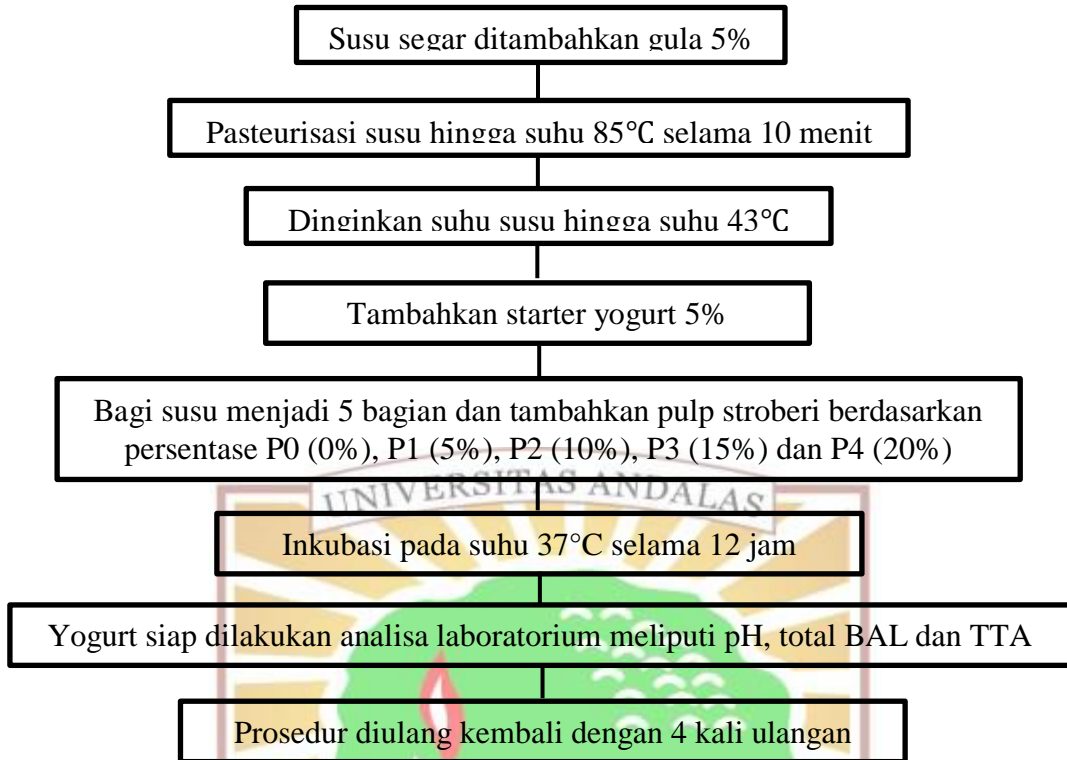 Susu segar ditambahkan gula 5%
Pasteurisasi susu hingga suhu 85°C selama 10 menit
Dinginkan suhu susu hingga suhu 43°C
Tambahkan starter yogurt 5%
Bagi susu menjadi 5 bagian dan tambahkan pulp stroberi berdasarkan
persentase P0 (0%), P1 (5%), P2 (10%), P3 (15%) dan P4 (20%)
UNIVERSITAS ANDALAS
Inkubasi pada suhu 37°C selama 12 jam
Yogurt siap dilakukan analisa laboratorium meliputi pH, total BAL dan TTA
Prosedur diulang kembali dengan 4 kali ulangan